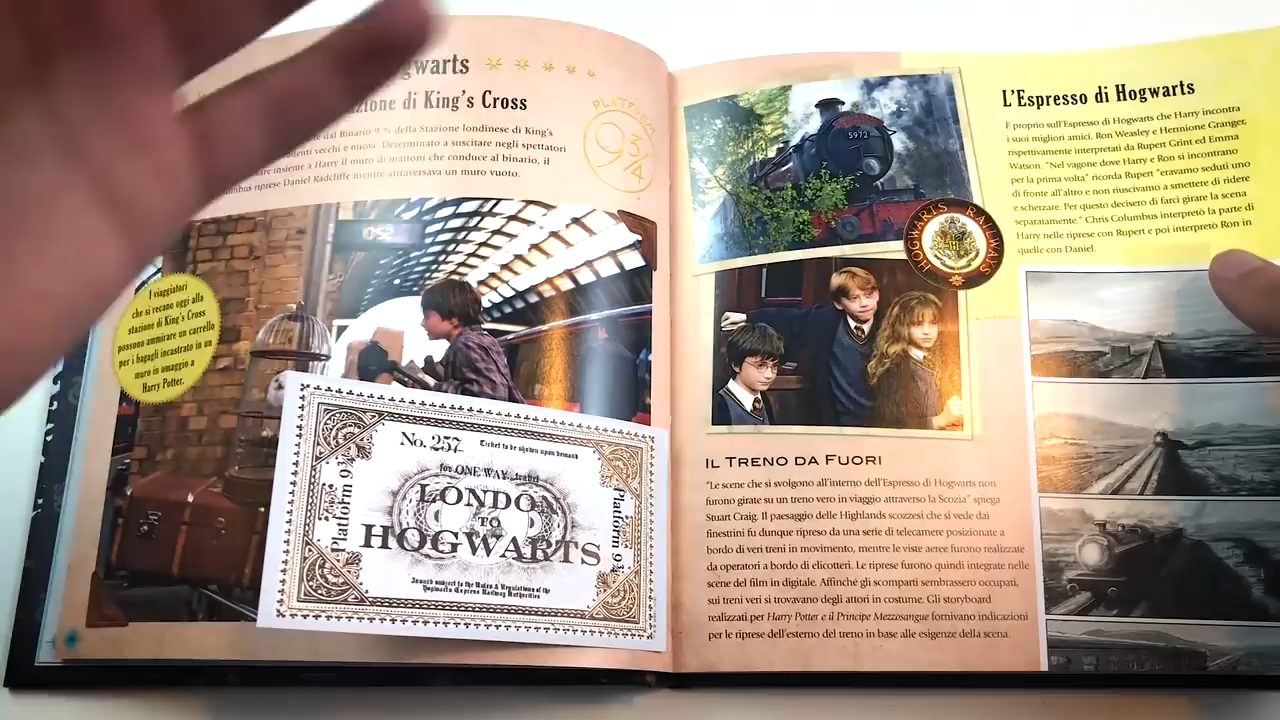 gwarts
zione di King's Cross
dal Binario 9 ¾ della Stazione londinese di King's
denti vecchi e nuovi. Determinato a suscitare negli spettatori
insieme a Harry il muro di mattoni che conduce al binario, il
riprese Daniel Radcliffe mentre attraversava un muro vuoto.
PLATFORM
9 ¾
I viaggiatori
che si recano oggi alla
stazione di King's Cross
possono ammirare un carrello
per i bagagli incastrato in un
muro in omaggio a
Harry Potter.
No. 257
Ticket to be shown upon demand
for ONE WAY travel
LONDON
TO
HOGWARTS
Platform 9¾
Platform 9¾
Issued subject to the Rules & Regulations of the
Hogwarts Express Railway Authorities
5972
HOGWARTS RAILWAYS
L'Espresso di Hogwarts
È proprio sull'Espresso di Hogwarts che Harry incontra
i suoi migliori amici, Ron Weasley e Hermione Granger,
rispettivamente interpretati da Rupert Grint ed Emma
Watson. "Nel vagone dove Harry e Ron si incontrano
per la prima volta" ricorda Rupert "eravamo seduti uno
di fronte all'altro e non riuscivamo a smettere di ridere
e scherzare. Per questo decisero di farci girare la scena
separatamente." Chris Columbus interpretò la parte di
Harry nelle riprese con Rupert e poi interpretò Ron in
quelle con Daniel.
IL TRENO DA FUORI
"Le scene che si svolgono all'interno dell'Espresso di Hogwarts non
furono girate su un treno vero in viaggio attraverso la Scozia" spiega
Stuart Craig. Il paesaggio delle Highlands scozzesi che si vede dai
finestrini fu dunque ripreso da una serie di telecamere posizionate a
bordo di veri treni in movimento, mentre le viste aeree furono realizzate
da operatori a bordo di elicotteri. Le riprese furono quindi integrate nelle
scene del film in digitale. Affinché gli scomparti sembrassero occupati,
sui treni veri si trovavano degli attori in costume. Gli storyboard
realizzati per Harry Potter e il Principe Mezzosangue fornivano indicazioni
per le riprese dell'esterno del treno in base alle esigenze della scena.